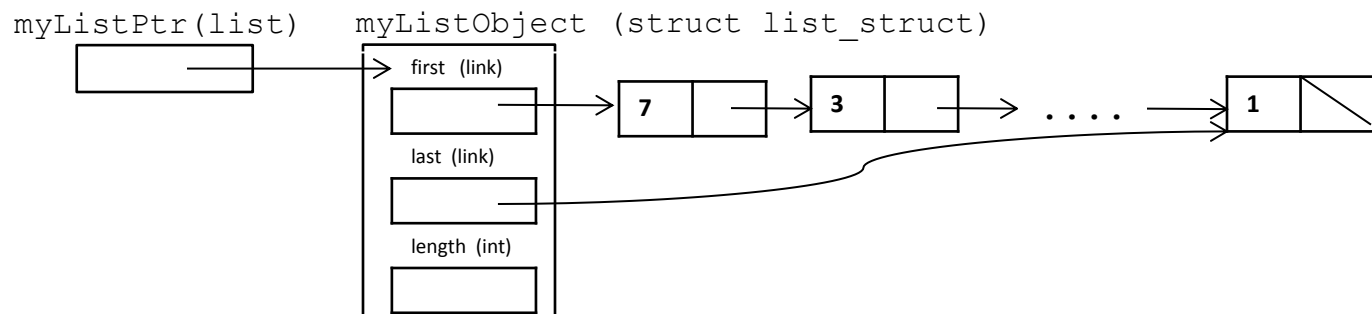 myListPtr(list) myListObject (struct list_struct)
first (link)
7 3 . . . . 1
last (link)
length (int)